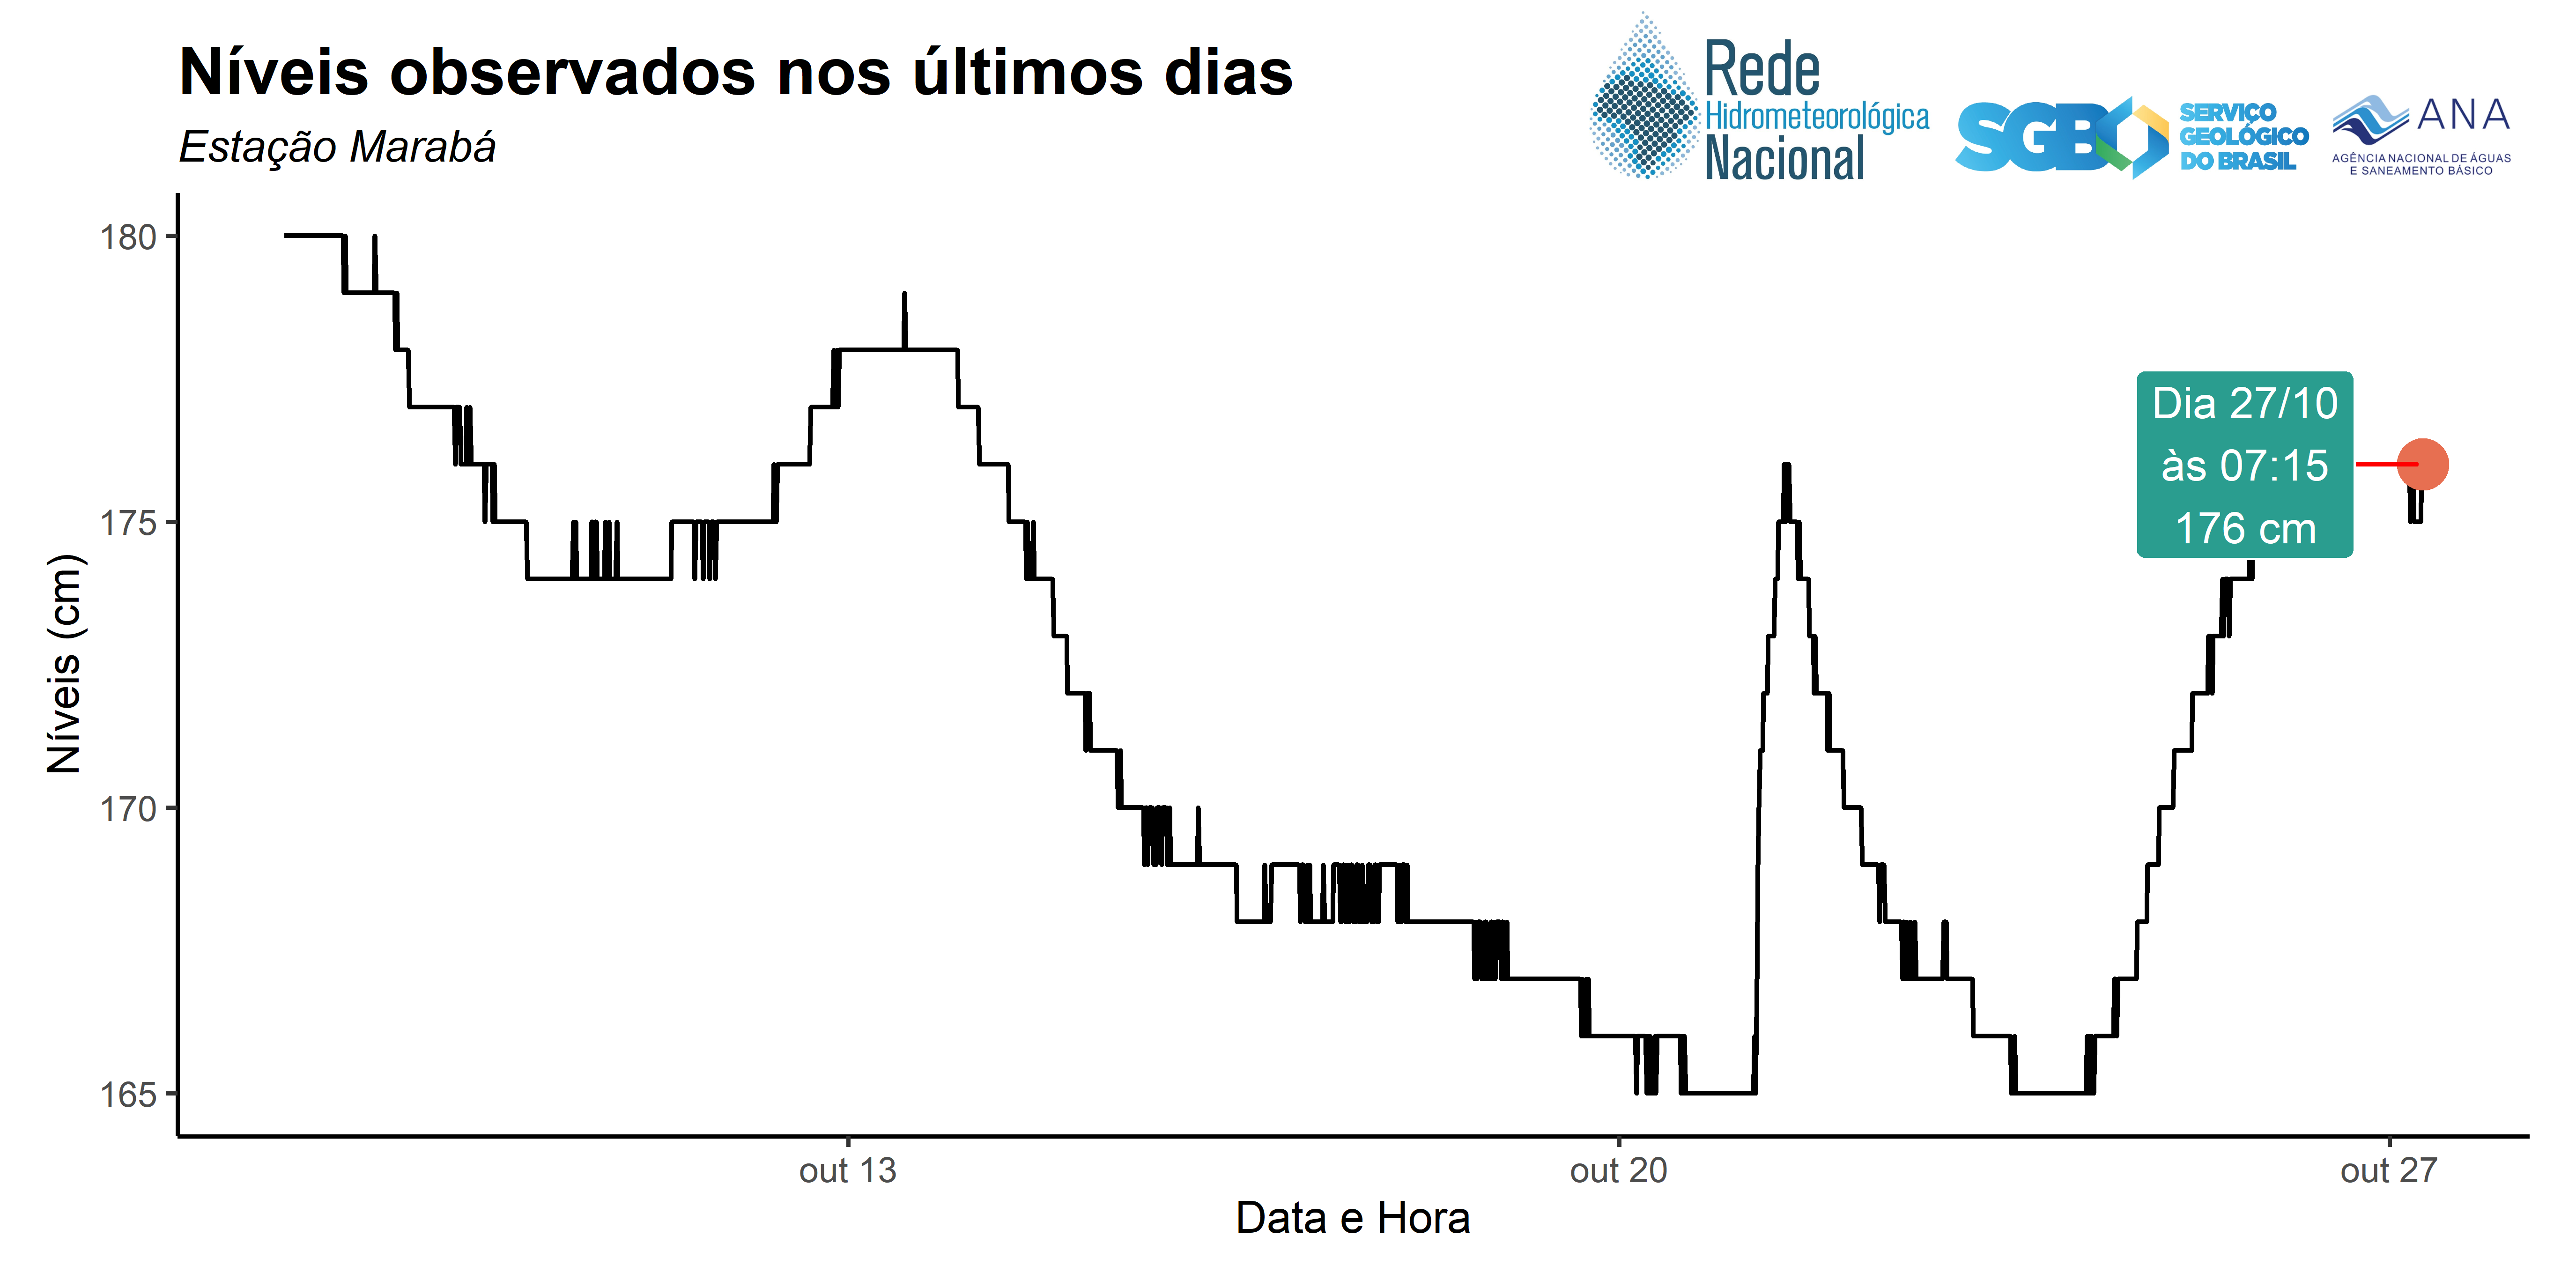 Níveis observados nos últimos dias
Estação Marabá
Rede
Hidrometeorológica
Nacional
SGB
SERVIÇO
GEOLÓGICO
DO BRASIL
ANA
AGÊNCIA NACIONAL DE ÁGUAS
E SANEAMENTO BÁSICO
Níveis (cm)
180
175
170
165
Dia 27/10
às 07:15
176 cm
out 13
out 20
out 27
Data e Hora